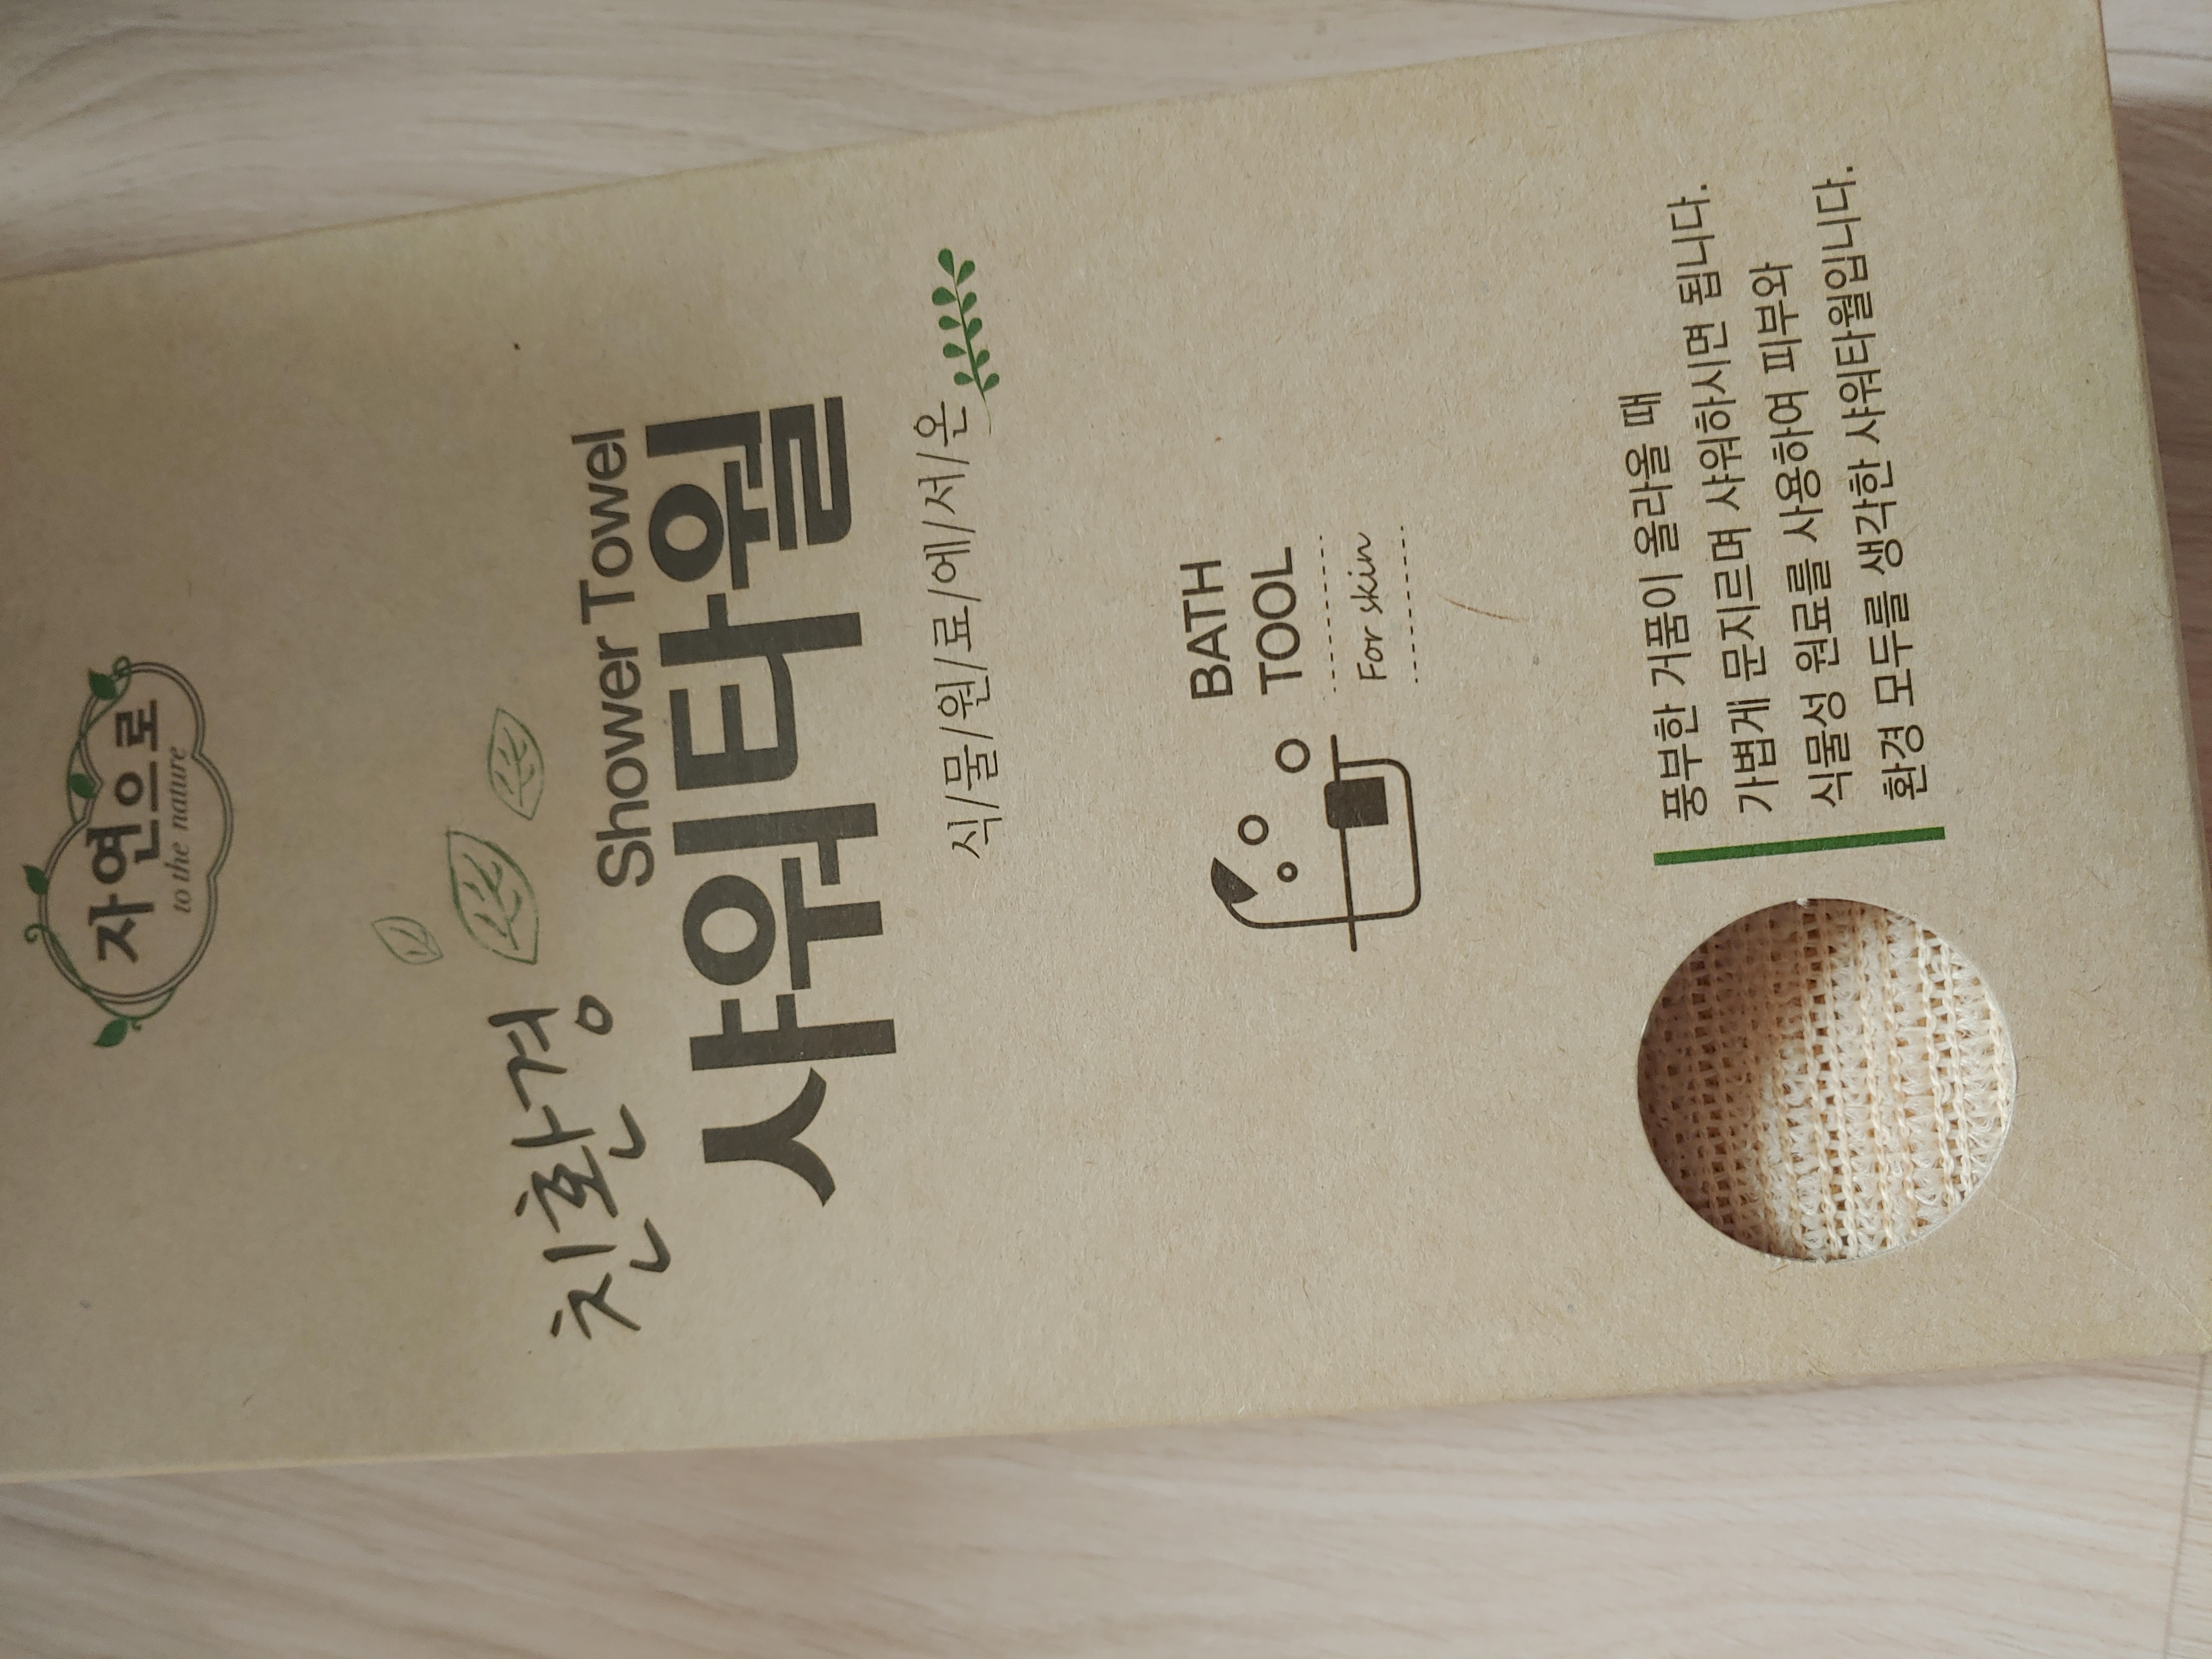 자연으로
to the nature
친환경
Shower Towel
샤워타월
식/물/원/료/에/서/온
BATH
TOOL
For skin
풍부한 거품이 올라올 때
가볍게 문지르며 샤워하시면 됩니다.
식물성 원료를 사용하여 피부와
환경 모두를 생각한 샤워타월입니다.